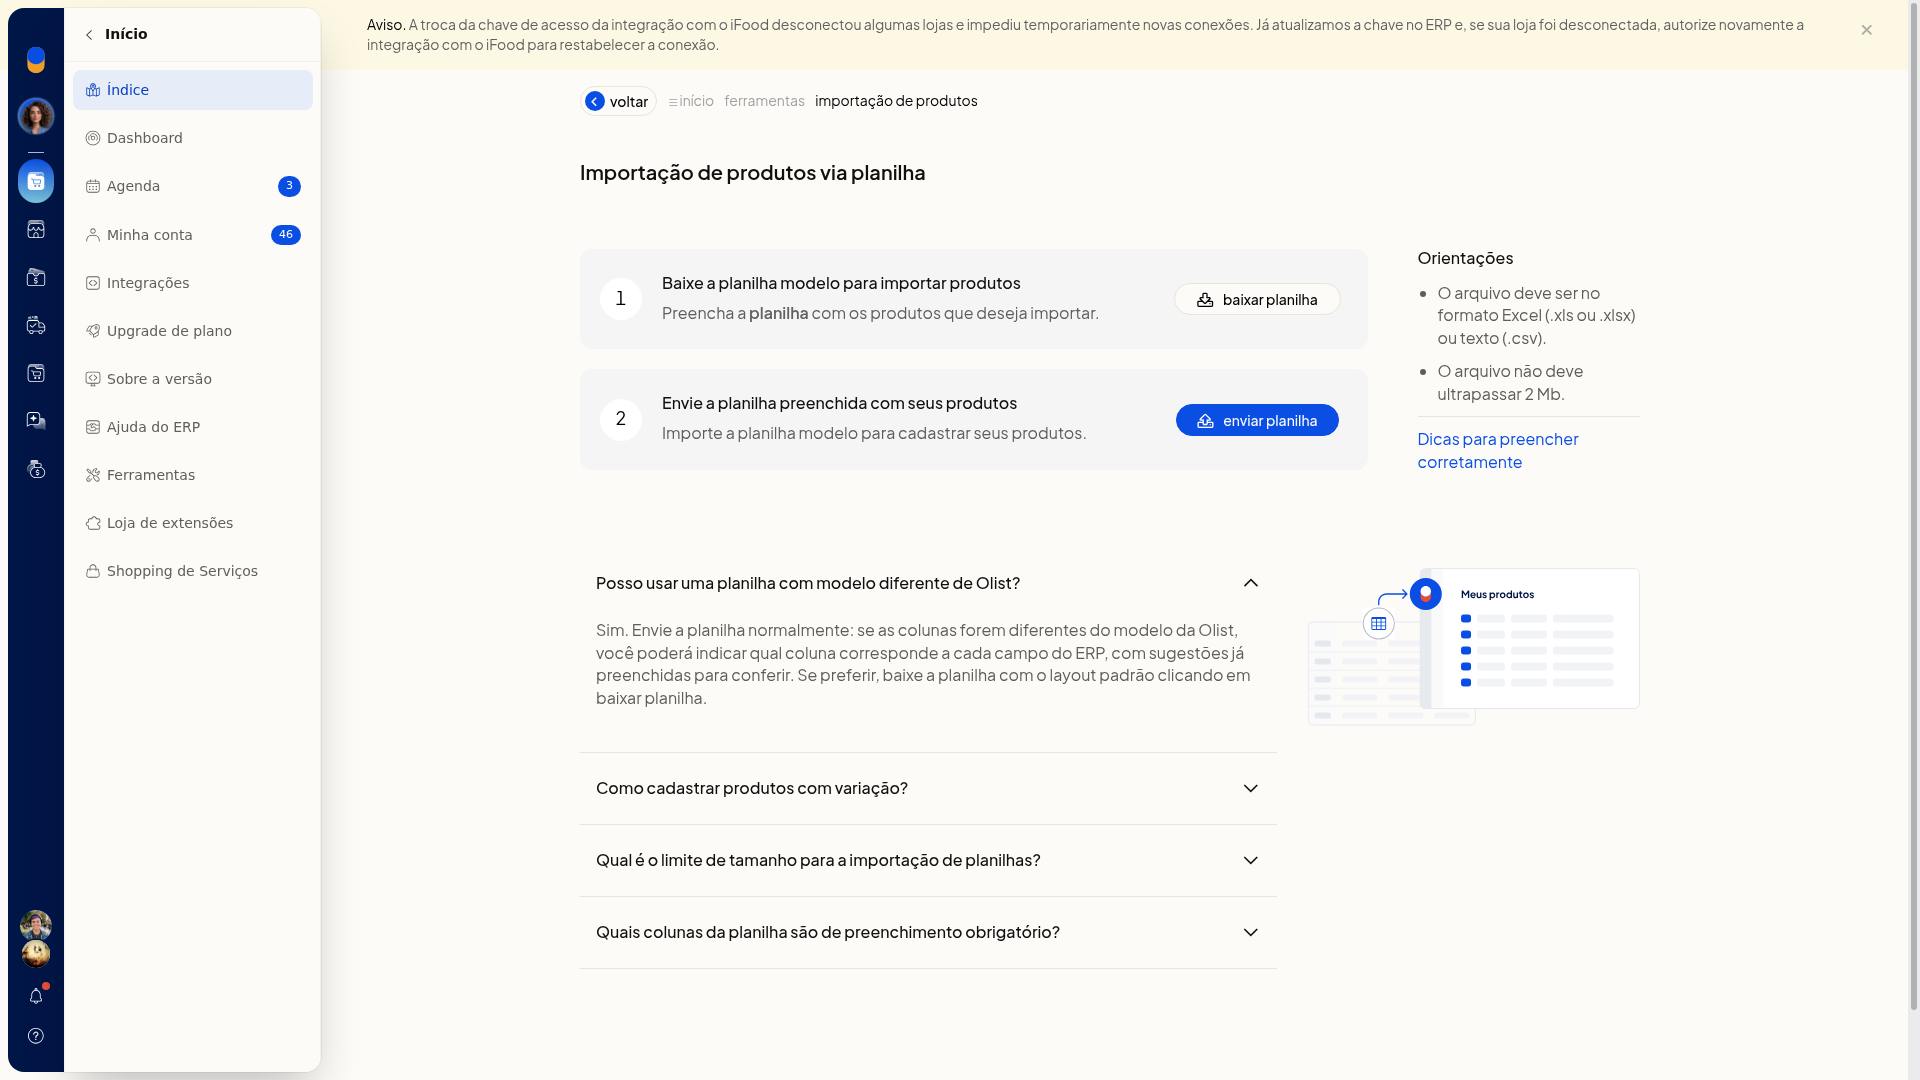 Início
Índice
Dashboard
Agenda
3
Minha conta
46
Integrações
Upgrade de plano
Sobre a versão
Ajuda do ERP
Ferramentas
Loja de extensões
Shopping de Serviços
Aviso. A troca da chave de acesso da integração com o iFood desconectou algumas lojas e impediu temporariamente novas conexões. Já atualizamos a chave no ERP e, se sua loja foi desconectada, autorize novamente a
integração com o iFood para restabelecer a conexão.
voltar
início ferramentas importação de produtos
Importação de produtos via planilha
1
Baixe a planilha modelo para importar produtos
Preencha a planilha com os produtos que deseja importar.
baixar planilha
2
Envie a planilha preenchida com seus produtos
Importe a planilha modelo para cadastrar seus produtos.
enviar planilha
Orientações
• O arquivo deve ser no
formato Excel (.xls ou .xlsx)
ou texto (.csv).
• O arquivo não deve
ultrapassar 2 Mb.
Dicas para preencher
corretamente
Posso usar uma planilha com modelo diferente de Olist?
Sim. Envie a planilha normalmente: se as colunas forem diferentes do modelo da Olist,
você poderá indicar qual coluna corresponde a cada campo do ERP, com sugestões já
preenchidas para conferir. Se preferir, baixe a planilha com o layout padrão clicando em
baixar planilha.
Meus produtos
Como cadastrar produtos com variação?
Qual é o limite de tamanho para a importação de planilhas?
Quais colunas da planilha são de preenchimento obrigatório?